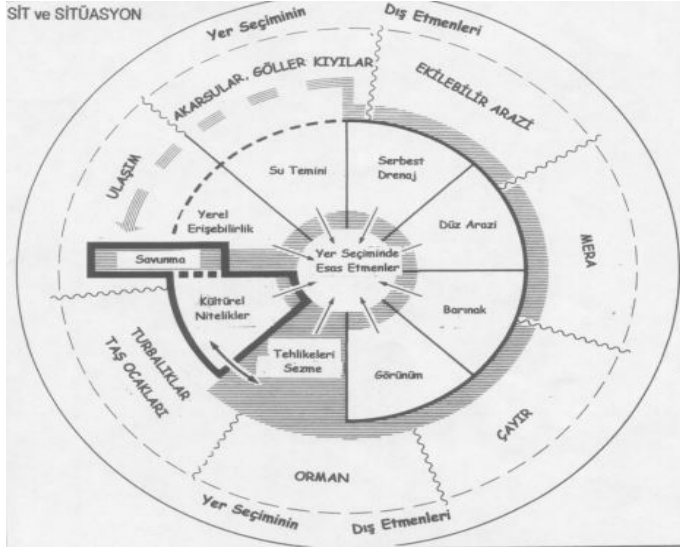 SİT ve SİTÜASYON
Yer Seçiminin
Dış Etmenleri
AKARSULAR, GÖLLER KIYILAR
EKİLEBİLİR ARAZİ
ULAŞIM
MERA
Su Temini
Serbest
Drenaj
Yerel
Erişebilirlik
Düz Arazi
Yer Seçiminde
Esas Etmenler
Savunma
Kültürel
Nitelikler
Barınak
Tehlikeleri
Sezme
Görünüm
TURBALIKLAR
TAŞ OCAKLARI
ÇAYIR
ORMAN
Yer Seçiminin
Dış Etmenleri